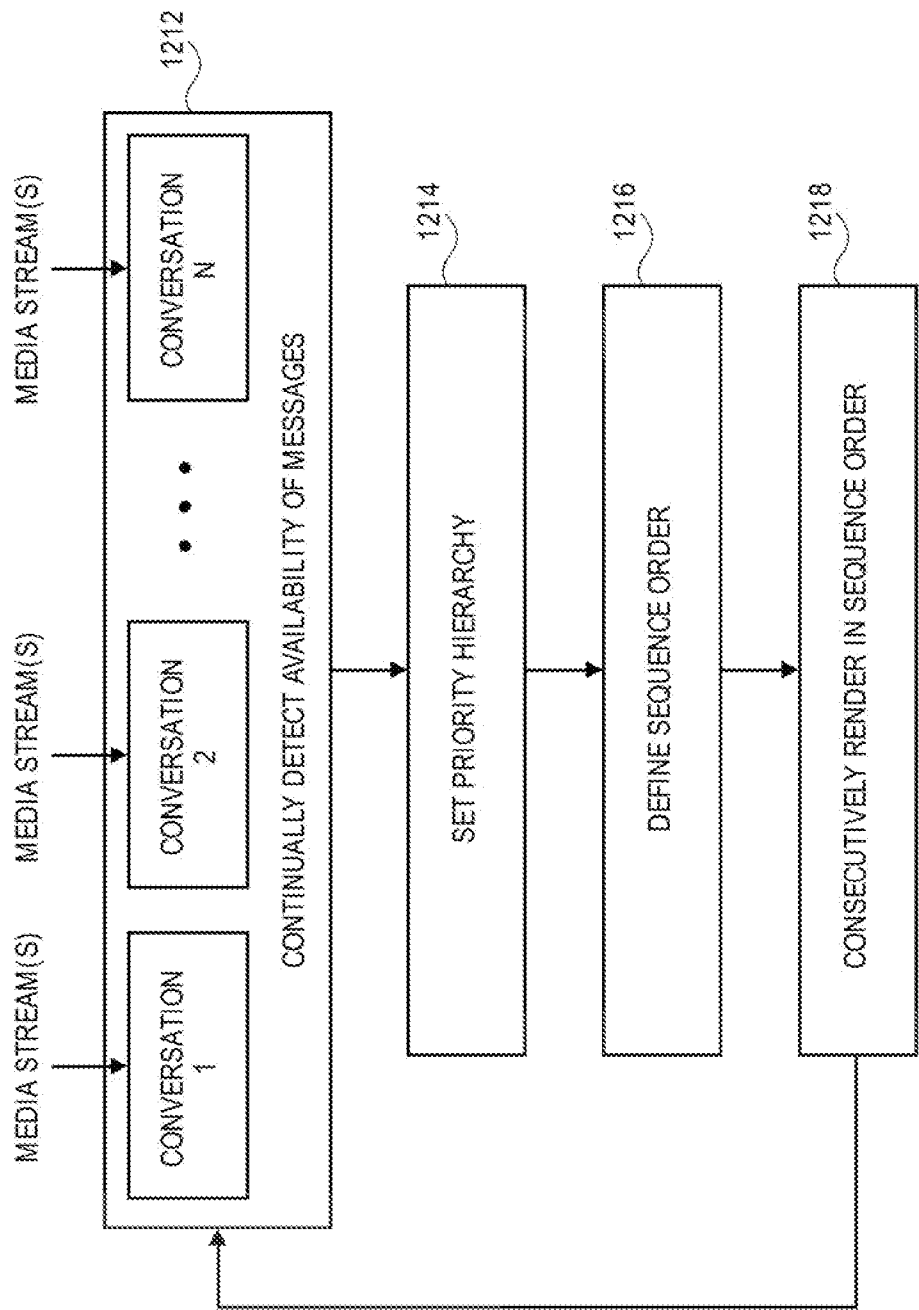 MEDIA STREAM(S)
MEDIA STREAM(S)
MEDIA STREAM(S)
1212
CONVERSATION
1
CONVERSATION
2
CONVERSATION
N
CONTINUALLY DETECT AVAILABILITY OF MESSAGES
1214
SET PRIORITY HIERARCHY
1216
DEFINE SEQUENCE ORDER
1218
CONSECUTIVELY RENDER IN SEQUENCE ORDER